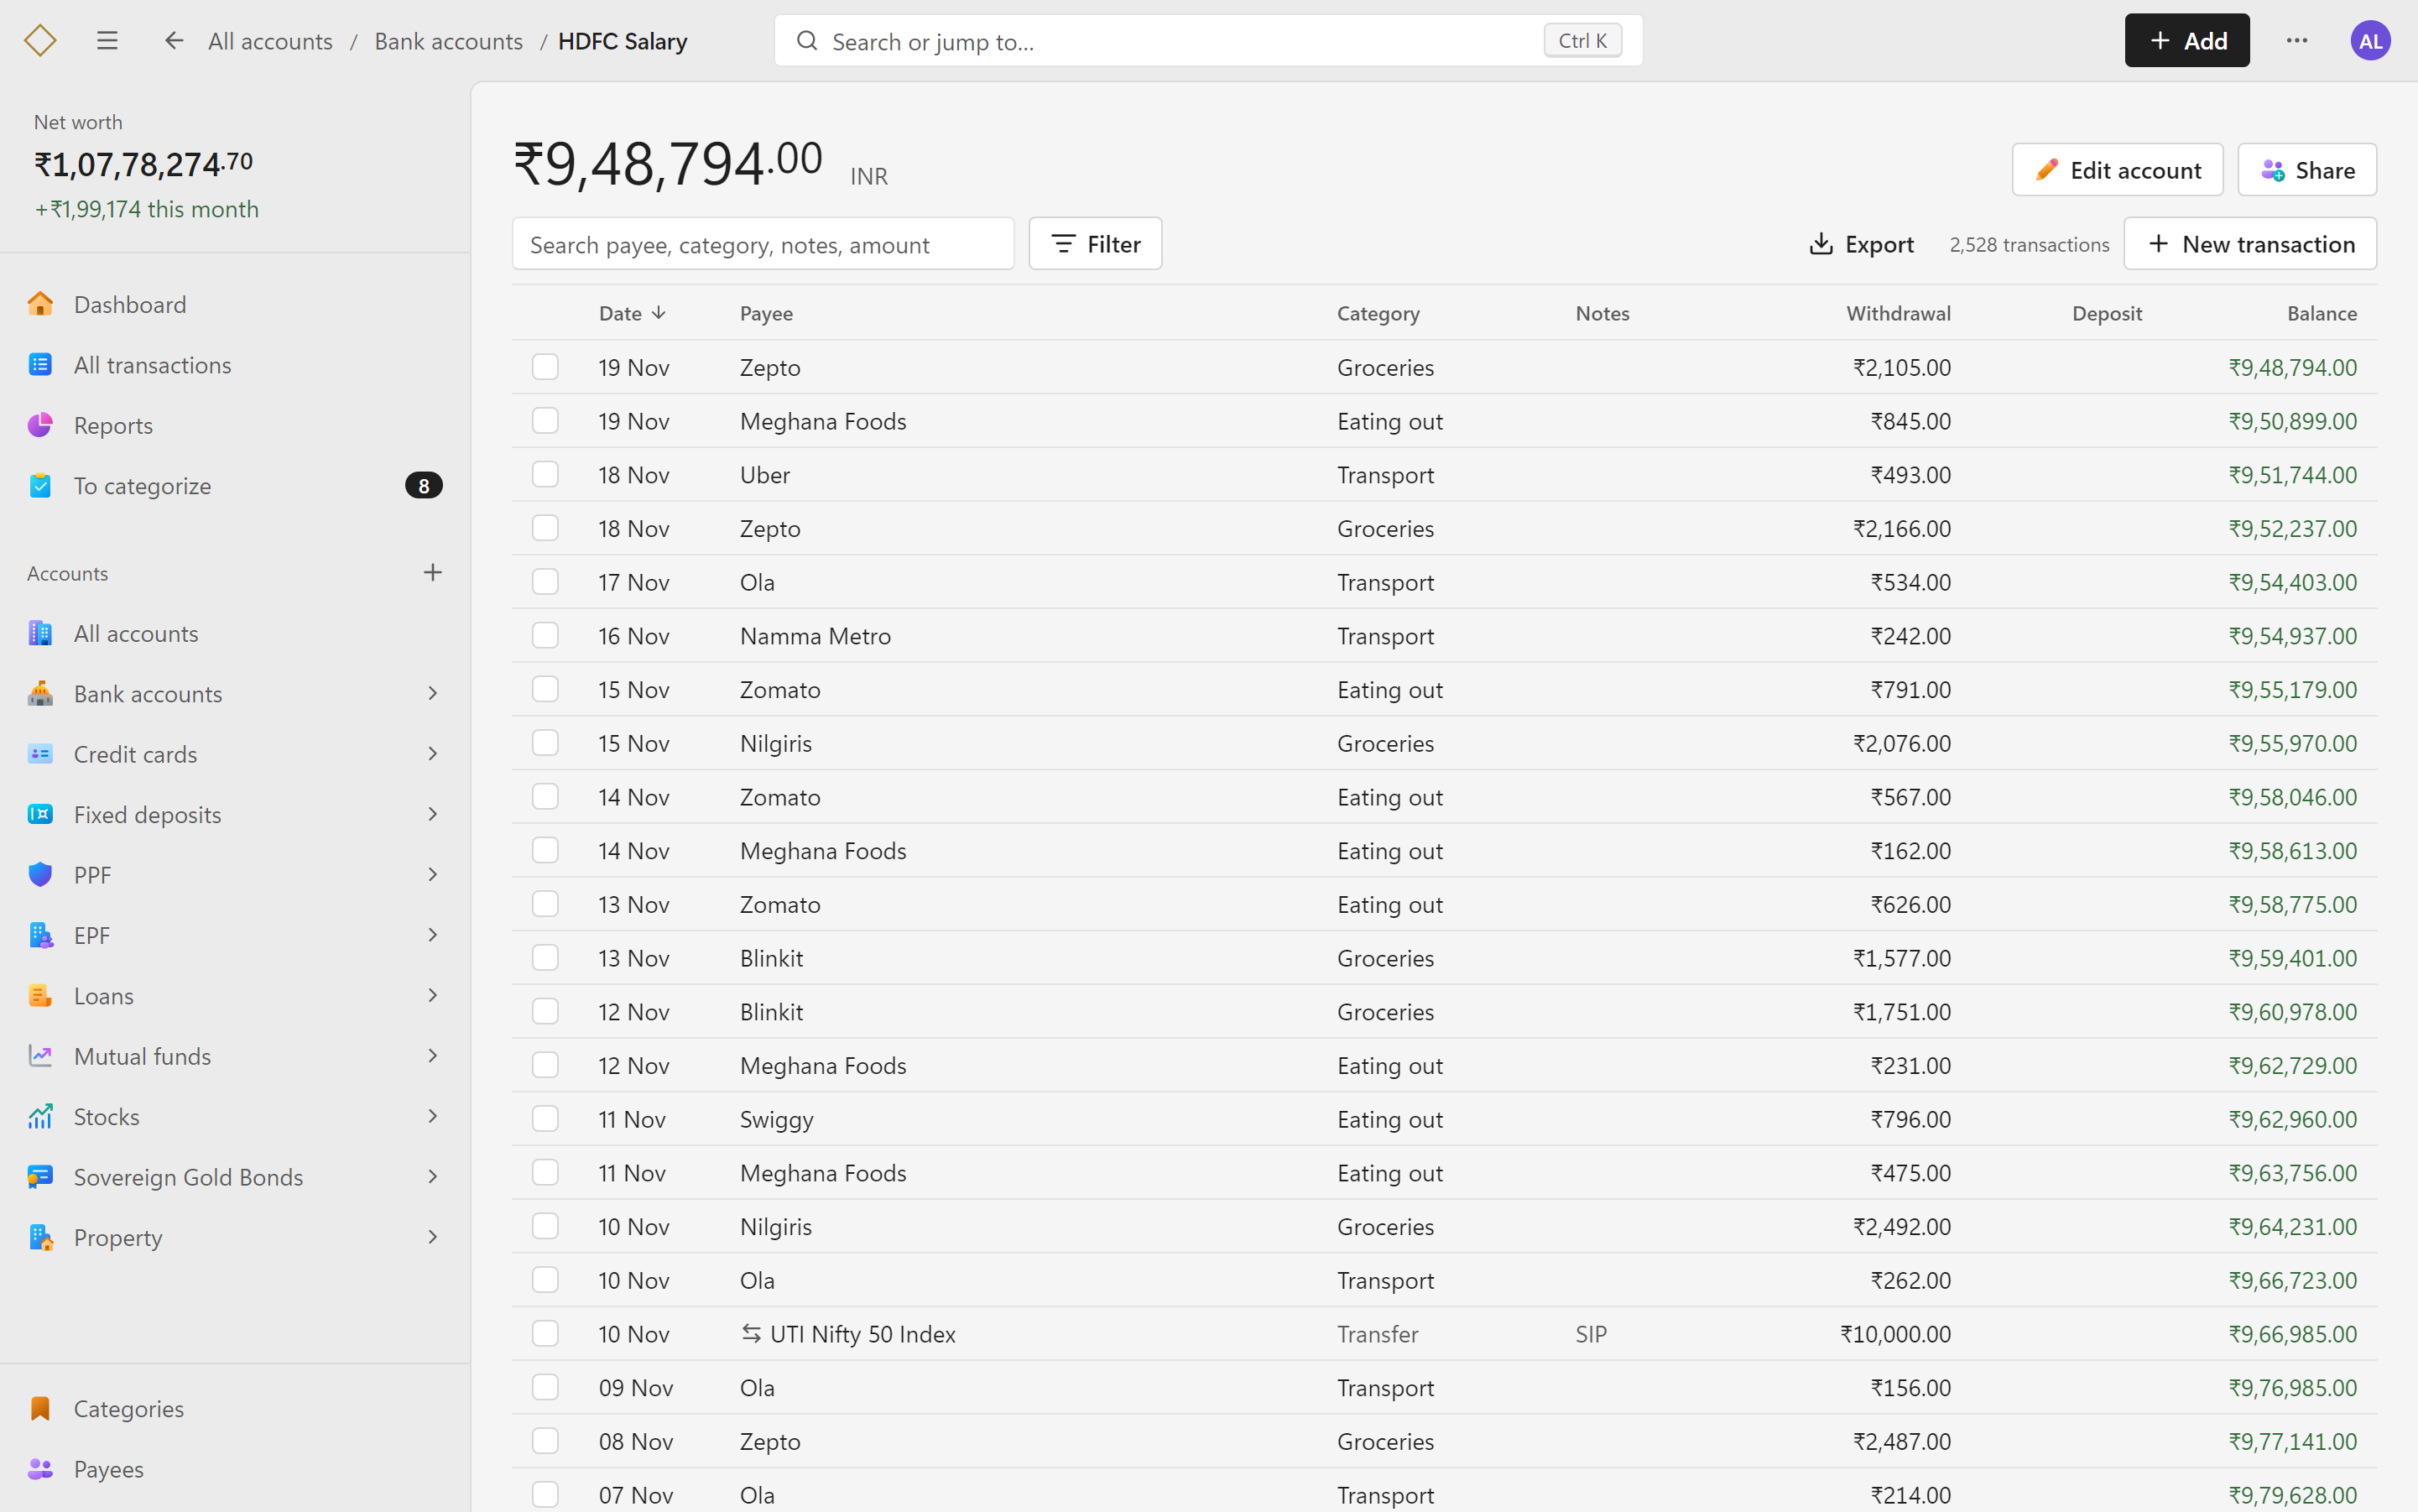 All accounts / Bank accounts / HDFC Salary
Search or jump to...
Ctrl K
+ Add
AL
Net worth
₹1,07,78,274.70
+₹1,99,174 this month
Dashboard
All transactions
Reports
To categorize 8
Accounts
All accounts
Bank accounts
Credit cards
Fixed deposits
PPF
EPF
Loans
Mutual funds
Stocks
Sovereign Gold Bonds
Property
Categories
Payees
₹9,48,794.00 INR
Edit account
Share
Search payee, category, notes, amount
Filter
Export
2,528 transactions
+ New transaction
Date Payee Category Notes Withdrawal Deposit Balance
19 Nov Zepto Groceries ₹2,105.00 ₹9,48,794.00
19 Nov Meghana Foods Eating out ₹845.00 ₹9,50,899.00
18 Nov Uber Transport ₹493.00 ₹9,51,744.00
18 Nov Zepto Groceries ₹2,166.00 ₹9,52,237.00
17 Nov Ola Transport ₹534.00 ₹9,54,403.00
16 Nov Namma Metro Transport ₹242.00 ₹9,54,937.00
15 Nov Zomato Eating out ₹791.00 ₹9,55,179.00
15 Nov Nilgiris Groceries ₹2,076.00 ₹9,55,970.00
14 Nov Zomato Eating out ₹567.00 ₹9,58,046.00
14 Nov Meghana Foods Eating out ₹162.00 ₹9,58,613.00
13 Nov Zomato Eating out ₹626.00 ₹9,58,775.00
13 Nov Blinkit Groceries ₹1,577.00 ₹9,59,401.00
12 Nov Blinkit Groceries ₹1,751.00 ₹9,60,978.00
12 Nov Meghana Foods Eating out ₹231.00 ₹9,62,729.00
11 Nov Swiggy Eating out ₹796.00 ₹9,62,960.00
11 Nov Meghana Foods Eating out ₹475.00 ₹9,63,756.00
10 Nov Nilgiris Groceries ₹2,492.00 ₹9,64,231.00
10 Nov Ola Transport ₹262.00 ₹9,66,723.00
10 Nov UTI Nifty 50 Index Transfer SIP ₹10,000.00 ₹9,66,985.00
09 Nov Ola Transport ₹156.00 ₹9,76,985.00
08 Nov Zepto Groceries ₹2,487.00 ₹9,77,141.00
07 Nov Ola Transport ₹214.00 ₹9,79,628.00